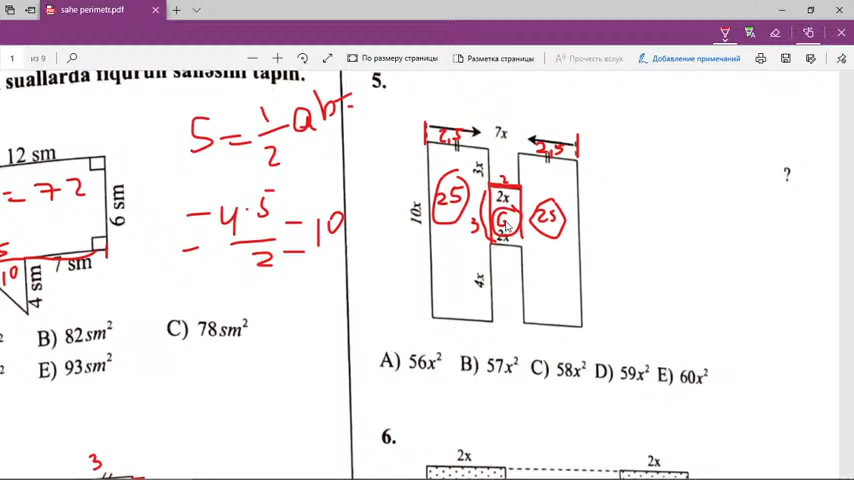 sahe perimetr.pdf
1 из 9
По размеру страницы
Разметка страницы
Прочесть вслух
Добавление примечаний
suallarda fiqurun sahəsini tapın.
12 sm
= 72
6 sm
7 sm
10
4 sm
B) 82sm²
C) 78sm²
E) 93sm²
3
S = 1/2 ab =
= 4·5/2 = 10
5.
7x
2,5
2,5
3x
2
2x
10x
25
3
6
25
2x
4x
?
A) 56x² B) 57x² C) 58x² D) 59x² E) 60x²
6.
2x
2x